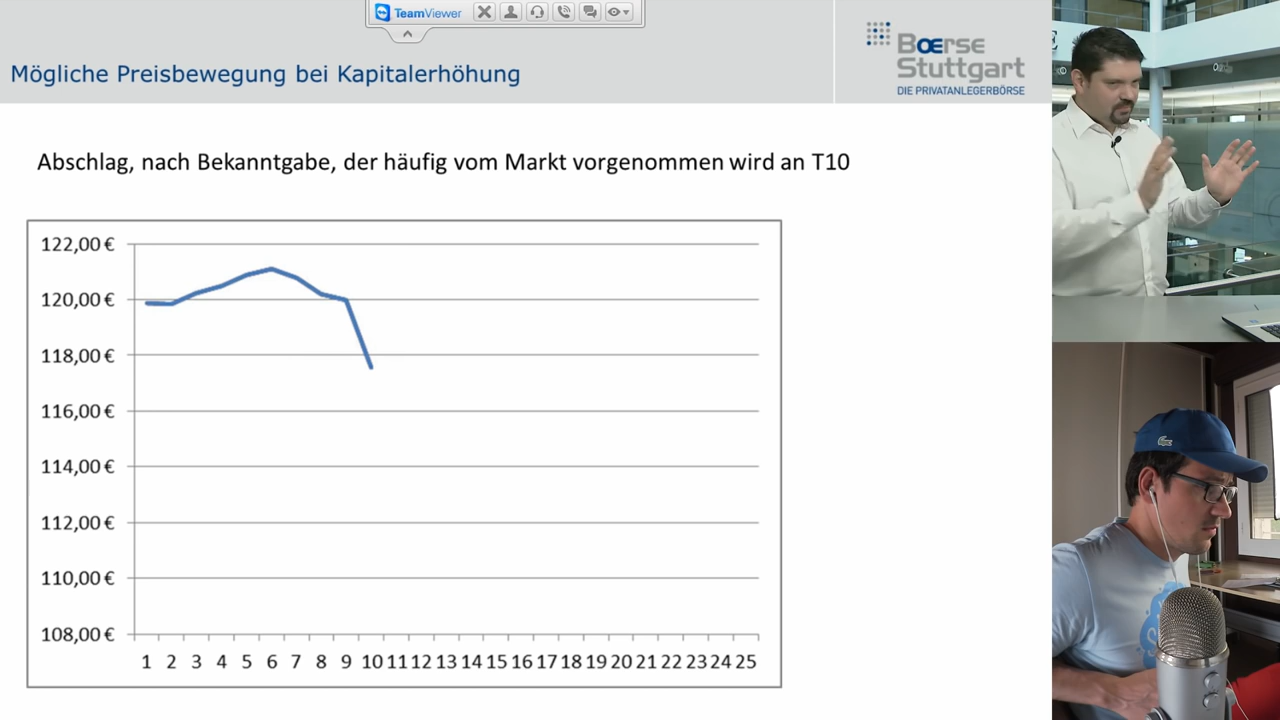 TeamViewer
Mögliche Preisbewegung bei Kapitalerhöhung
BŒRSE
Stuttgart
DIE PRIVATANLEGERBÖRSE
Abschlag, nach Bekanntgabe, der häufig vom Markt vorgenommen wird an T10
122,00 €
120,00 €
118,00 €
116,00 €
114,00 €
112,00 €
110,00 €
108,00 €
1 2 3 4 5 6 7 8 9 10 11 12 13 14 15 16 17 18 19 20 21 22 23 24 25